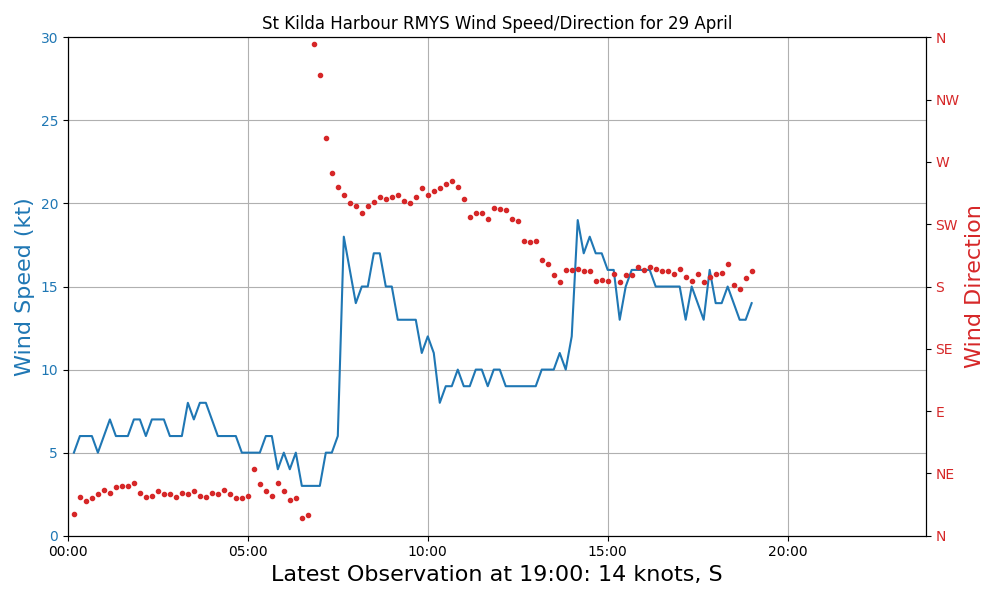 St Kilda Harbour RMYS Wind Speed/Direction for 29 April
30
25
20
15
10
5
0
Wind Speed (kt)
N
NW
W
SW
S
SE
E
NE
N
Wind Direction
00:00
05:00
10:00
15:00
20:00
Latest Observation at 19:00: 14 knots, S